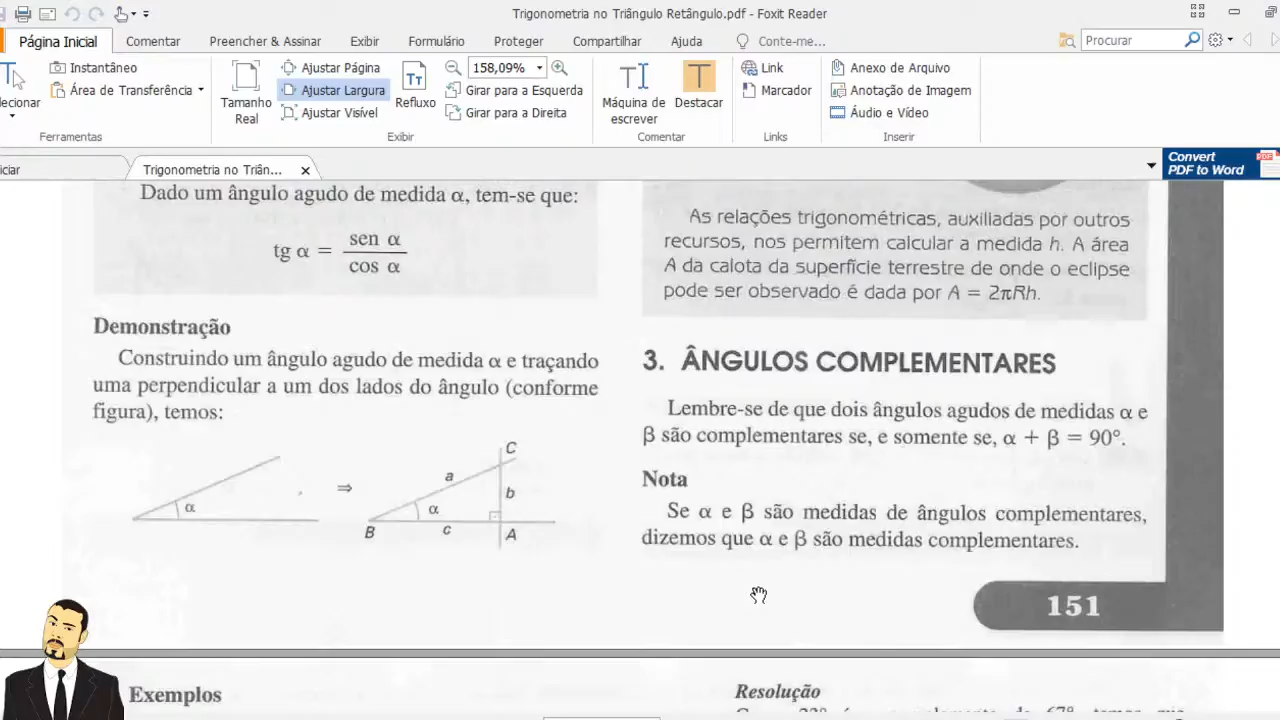 Trigonometria no Triângulo Retângulo.pdf - Foxit Reader
Página Inicial
Comentar
Preencher & Assinar
Exibir
Formulário
Proteger
Compartilhar
Ajuda
Conte-me...
Procurar
Instantâneo
Área de Transferência
Ferramentas
Tamanho
Real
Ajustar Página
Ajustar Largura
Ajustar Visível
Refluxo
158,09%
Girar para a Esquerda
Girar para a Direita
Exibir
Máquina de
escrever
Destacar
Comentar
Link
Marcador
Links
Anexo de Arquivo
Anotação de Imagem
Áudio e Vídeo
Inserir
Trigonometria no Triân...
Convert
PDF to Word
Dado um ângulo agudo de medida α, tem-se que:
tg α = sen α / cos α
Demonstração
Construindo um ângulo agudo de medida α e traçando
uma perpendicular a um dos lados do ângulo (conforme
figura), temos:
α
⇒
C
a
b
α
B
c
A
As relações trigonométricas, auxiliadas por outros
recursos, nos permitem calcular a medida h. A área
A da calota da superfície terrestre de onde o eclipse
pode ser observado é dada por A = 2πRh.
3. ÂNGULOS COMPLEMENTARES
Lembre-se de que dois ângulos agudos de medidas α e
β são complementares se, e somente se, α + β = 90°.
Nota
Se α e β são medidas de ângulos complementares,
dizemos que α e β são medidas complementares.
151
Exemplos
Resolução